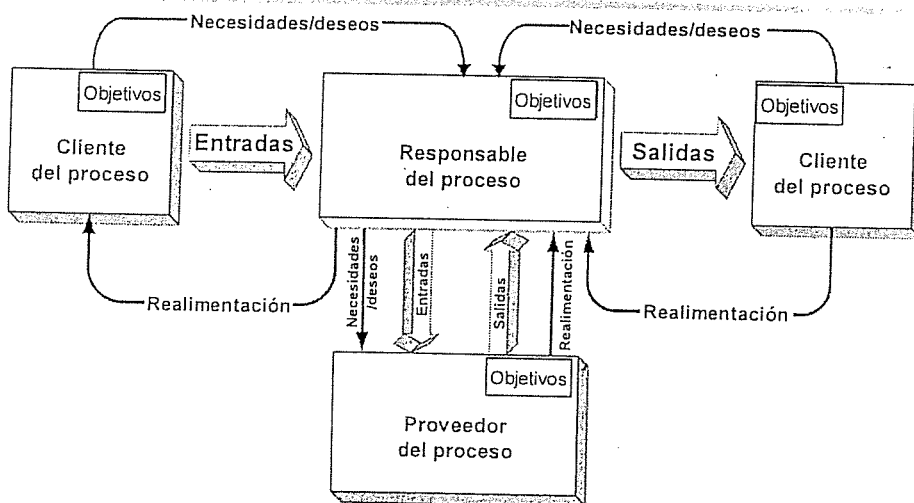 Necesidades/deseos
Necesidades/deseos
Objetivos
Objetivos
Objetivos
Cliente
del proceso
Entradas
Responsable
del proceso
Salidas
Cliente
del proceso
Realimentación
Necesidades
/deseos
Entradas
Salidas
Realimentación
Realimentación
Objetivos
Proveedor
del proceso